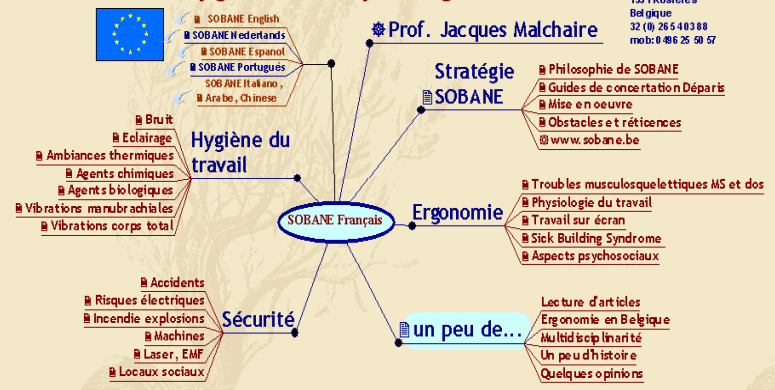 Belgique
32 (0) 26 54 03 88
mob: 0 496 25 50 57
SOBANE English
SOBANE Nederlands
SOBANE Espanol
SOBANE Portugués
SOBANE Italiano,
Arabe, Chinese
Prof. Jacques Malchaire
Stratégie
SOBANE
Philosophie de SOBANE
Guides de concertation Déparis
Mise en oeuvre
Obstacles et réticences
www.sobane.be
Hygiène du
travail
Bruit
Eclairage
Ambiances thermiques
Agents chimiques
Agents biologiques
Vibrations manubrachiales
Vibrations corps total
SOBANE Français
Ergonomie
Troubles musculosquelettiques MS et dos
Physiologie du travail
Travail sur écran
Sick Building Syndrome
Aspects psychosociaux
Sécurité
Accidents
Risques électriques
Incendie explosions
Machines
Laser, EMF
Locaux sociaux
un peu de...
Lecture d'articles
Ergonomie en Belgique
Multidisciplinarité
Un peu d'histoire
Quelques opinions